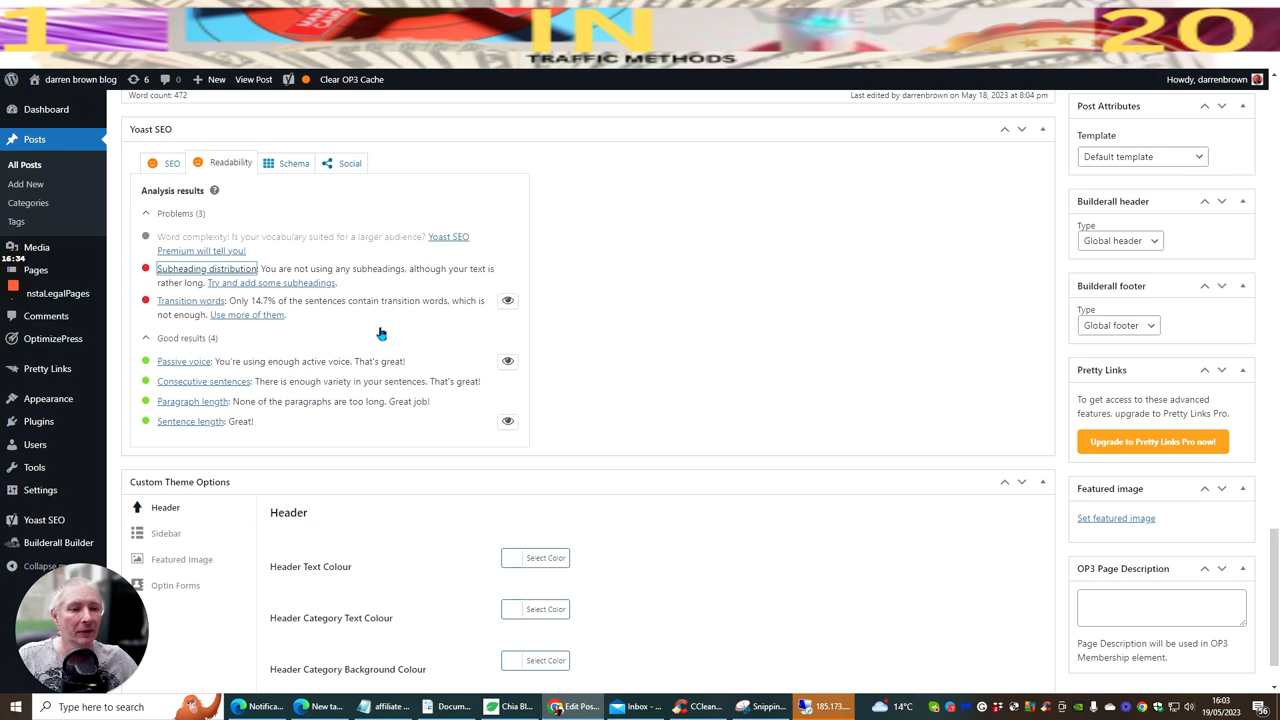 1 IN 20
TRAFFIC METHODS
darren brown blog 6 0 New View Post Clear OP3 Cache Howdy, darrenbrown
Word count: 472 Last edited by darrenbrown on May 18, 2023 at 8:04 pm
Dashboard
Posts
All Posts
Add New
Categories
Tags
Media
16:34
Pages
nstaLegalPages
Comments
OptimizePress
Pretty Links
Appearance
Plugins
Users
Tools
Settings
Yoast SEO
Builderall Builder
Collapse
Yoast SEO
SEO Readability Schema Social
Analysis results
Problems (3)
Word complexity: Is your vocabulary suited for a larger audience? Yoast SEO
Premium will tell you!
Subheading distribution: You are not using any subheadings, although your text is
rather long. Try and add some subheadings.
Transition words: Only 14.7% of the sentences contain transition words, which is
not enough. Use more of them.
Good results (4)
Passive voice: You're using enough active voice. That's great!
Consecutive sentences: There is enough variety in your sentences. That's great!
Paragraph length: None of the paragraphs are too long. Great job!
Sentence length: Great!
Custom Theme Options
Header
Sidebar
Featured Image
Optin Forms
Header
Header Text Colour
Select Color
Header Category Text Colour
Select Color
Header Category Background Colour
Select Color
Post Attributes
Template
Default template
Builderall header
Type
Global header
Builderall footer
Type
Global footer
Pretty Links
To get access to these advanced
features, upgrade to Pretty Links Pro.
Upgrade to Pretty Links Pro now!
Featured image
Set featured image
OP3 Page Description
Page Description will be used in OP3
Membership element.
Type here to search
Notifica...
New ta...
affiliate ...
Docum...
Chia Bl...
Edit Pos...
Inbox - ...
CClean...
Snippin...
185.173....
14°C
16:03
19/05/2023